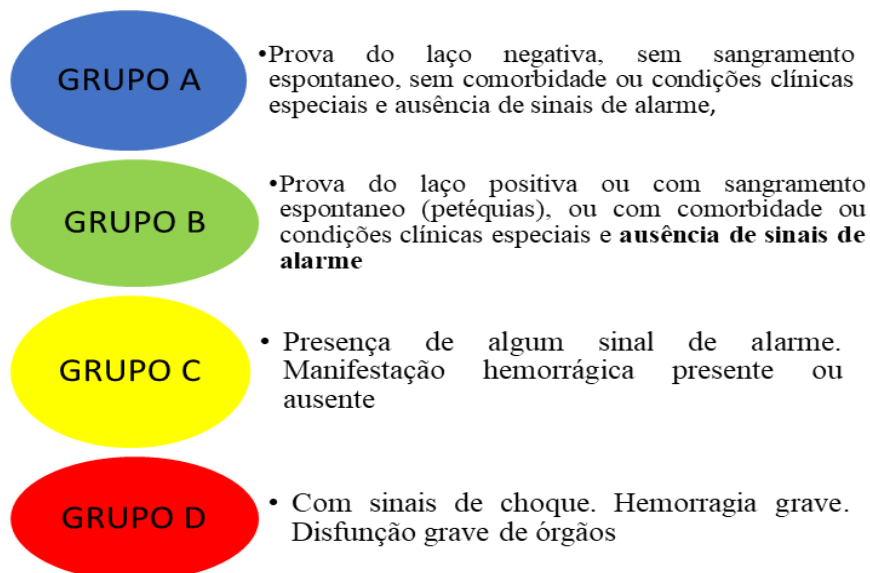 GRUPO A
•Prova do laço negativa, sem sangramento
espontaneo, sem comorbidade ou condições clínicas
especiais e ausência de sinais de alarme,
GRUPO B
•Prova do laço positiva ou com sangramento
espontaneo (petéquias), ou com comorbidade ou
condições clínicas especiais e ausência de sinais de
alarme
GRUPO C
• Presença de algum sinal de alarme.
Manifestação hemorrágica presente ou
ausente
GRUPO D
• Com sinais de choque. Hemorragia grave.
Disfunção grave de órgãos